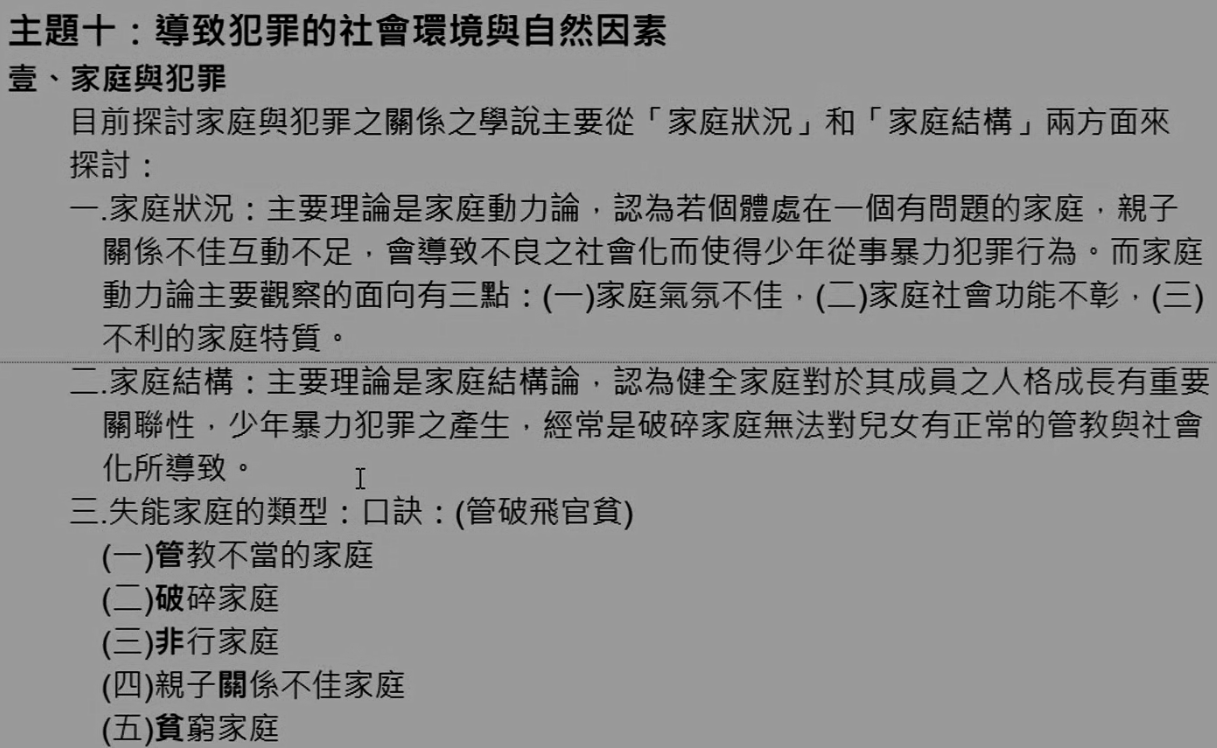 主題十：導致犯罪的社會環境與自然因素
壹、家庭與犯罪
目前探討家庭與犯罪之關係之學說主要從「家庭狀況」和「家庭結構」兩方面來
探討：
一.家庭狀況：主要理論是家庭動力論，認為若個體處在一個有問題的家庭，親子
關係不佳互動不足，會導致不良之社會化而使得少年從事暴力犯罪行為。而家庭
動力論主要觀察的面向有三點：(一)家庭氣氛不佳，(二)家庭社會功能不彰，(三)
不利的家庭特質。
二.家庭結構：主要理論是家庭結構論，認為健全家庭對於其成員之人格成長有重要
關聯性，少年暴力犯罪之產生，經常是破碎家庭無法對兒女有正常的管教與社會
化所導致。
三.失能家庭的類型：口訣：(管破飛官貧)
(一)管教不當的家庭
(二)破碎家庭
(三)非行家庭
(四)親子關係不佳家庭
(五)貧窮家庭